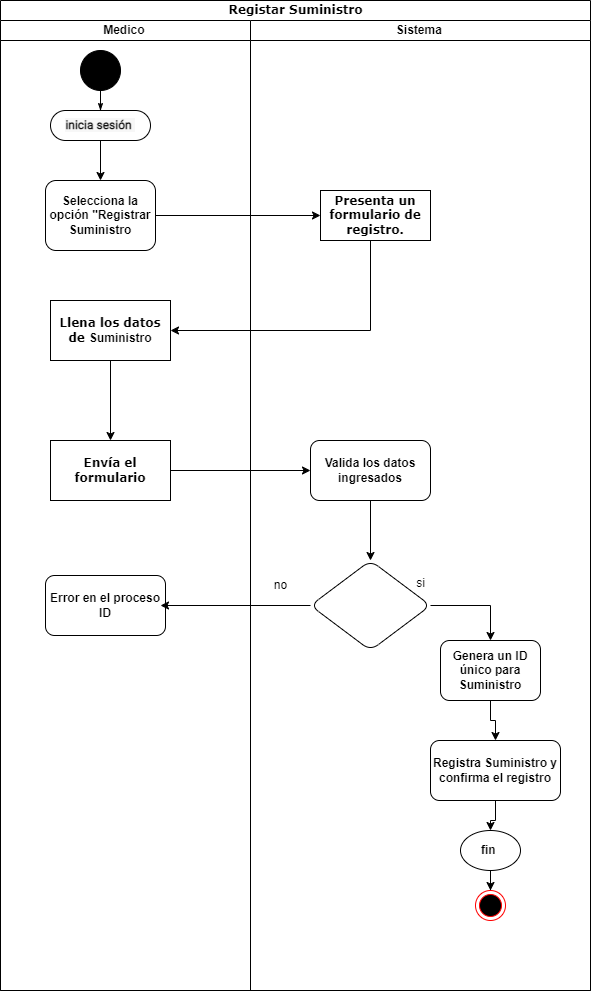 Registar Suministro
Medico
Sistema
inicia sesión
Selecciona la
opción "Registrar
Suministro
Presenta un
formulario de
registro.
Llena los datos
de Suministro
Envía el
formulario
Valida los datos
ingresados
no
si
Error en el proceso
ID
Genera un ID
único para
Suministro
Registra Suministro y
confirma el registro
fin